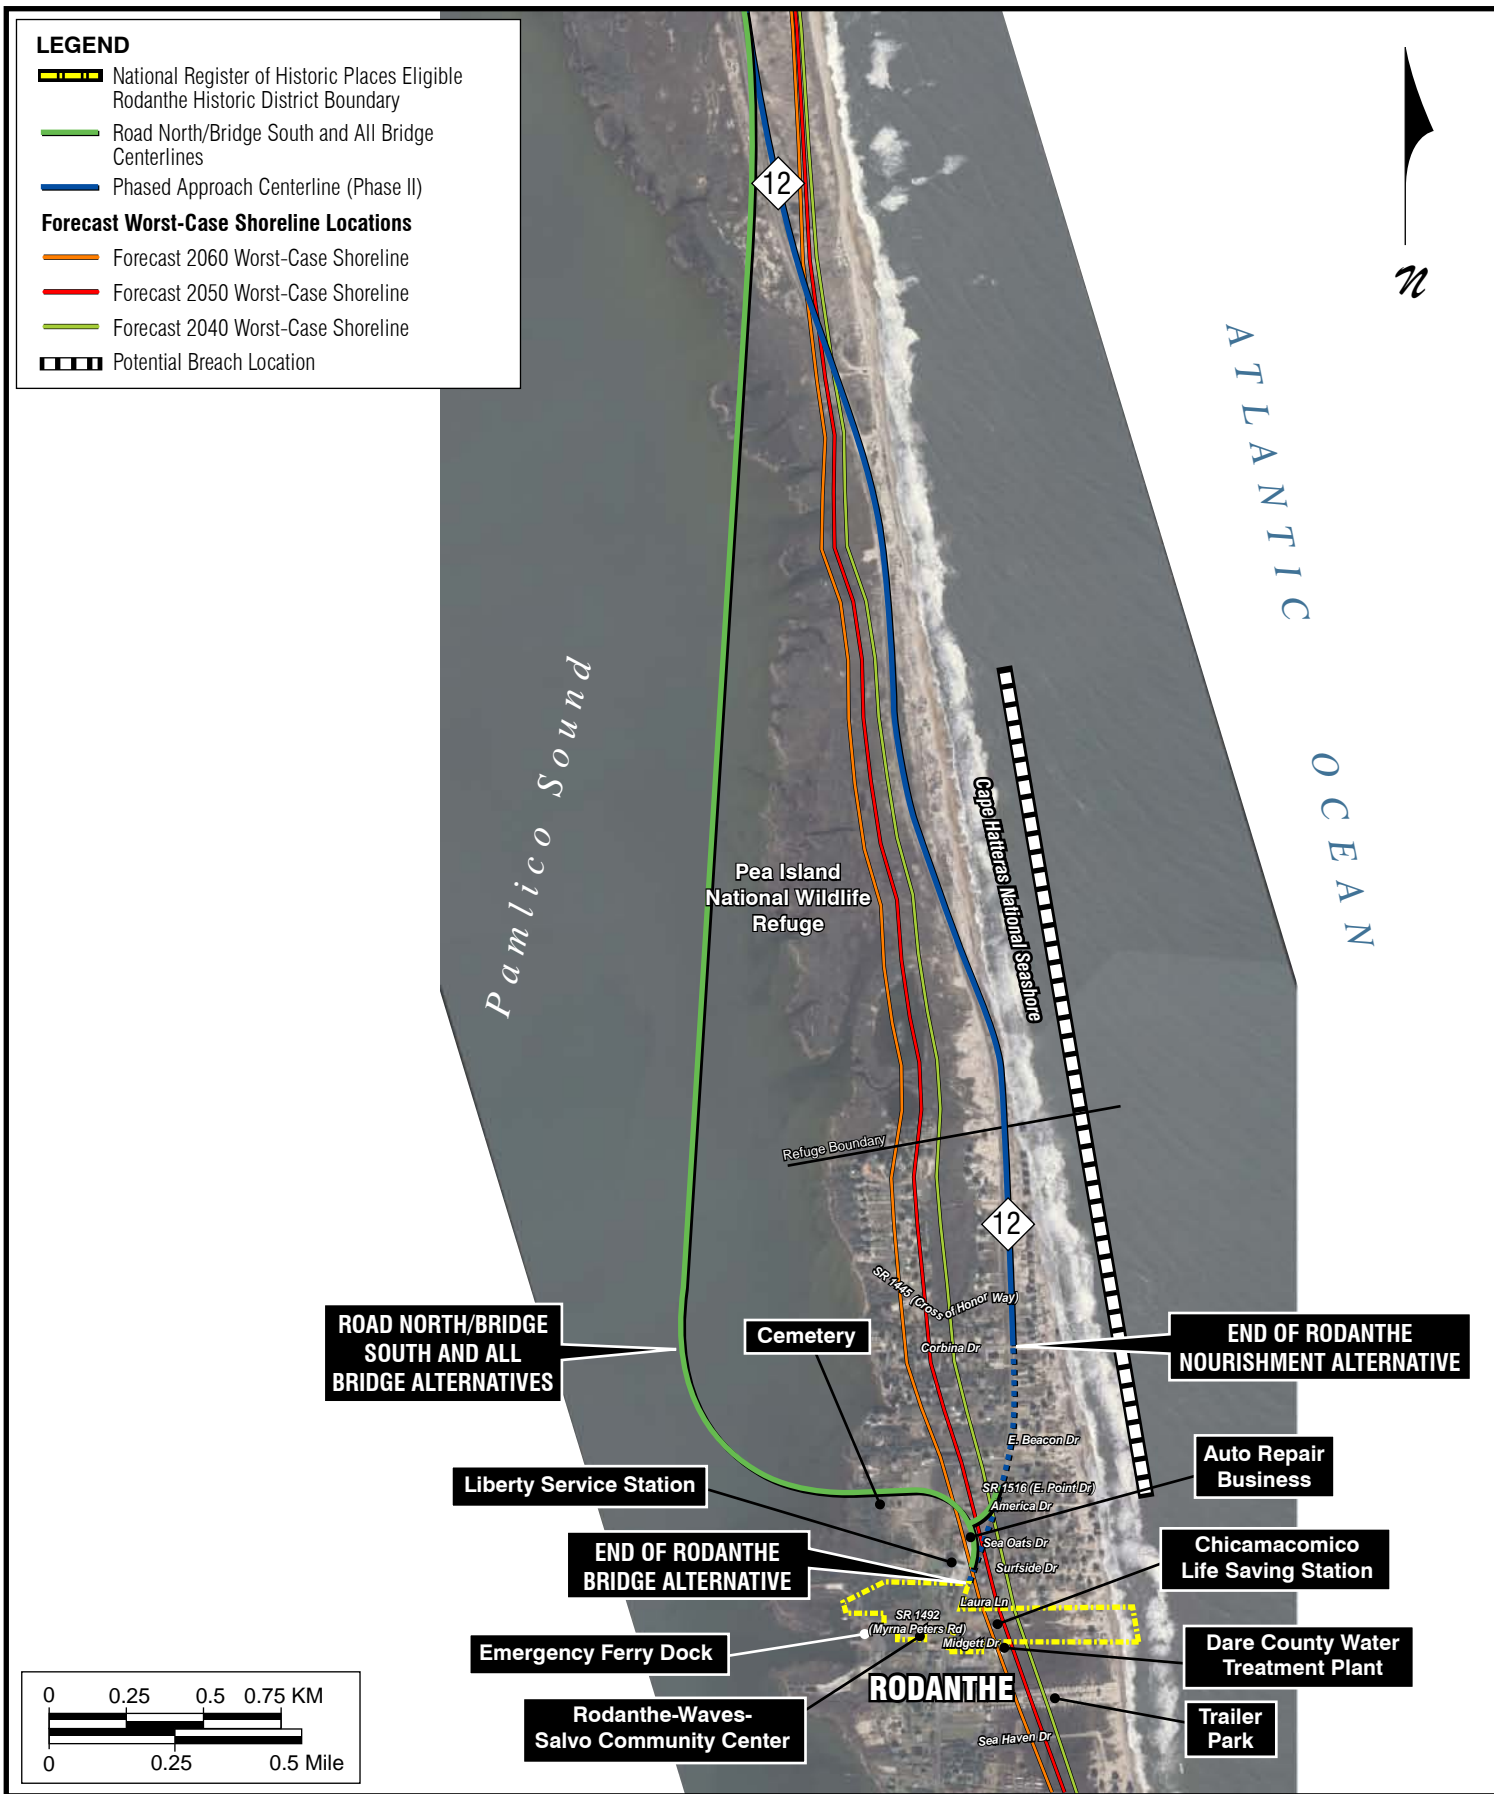 LEGEND
National Register of Historic Places Eligible
Rodanthe Historic District Boundary
Road North/Bridge South and All Bridge
Centerlines
Phased Approach Centerline (Phase II)
Forecast Worst-Case Shoreline Locations
Forecast 2060 Worst-Case Shoreline
Forecast 2050 Worst-Case Shoreline
Forecast 2040 Worst-Case Shoreline
Potential Breach Location
12
N
ATLANTIC
OCEAN
Pamlico Sound
Cape Hatteras National Seashore
Pea Island
National Wildlife
Refuge
Refuge Boundary
12
SR 1445 (Cross of Honor Way)
Corbina Dr
ROAD NORTH/BRIDGE
SOUTH AND ALL
BRIDGE ALTERNATIVES
Cemetery
END OF RODANTHE
NOURISHMENT ALTERNATIVE
E. Beacon Dr
Auto Repair
Business
Liberty Service Station
SR 1516 (E. Point Dr)
America Dr
Sea Oats Dr
Surfside Dr
END OF RODANTHE
BRIDGE ALTERNATIVE
Chicamacomico
Life Saving Station
Laura Ln
SR 1492
(Myrna Peters Rd)
Midgett Dr
Emergency Ferry Dock
Dare County Water
Treatment Plant
RODANTHE
Rodanthe-Waves-
Salvo Community Center
Trailer
Park
Sea Haven Dr
0 0.25 0.5 0.75 KM
0 0.25 0.5 Mile